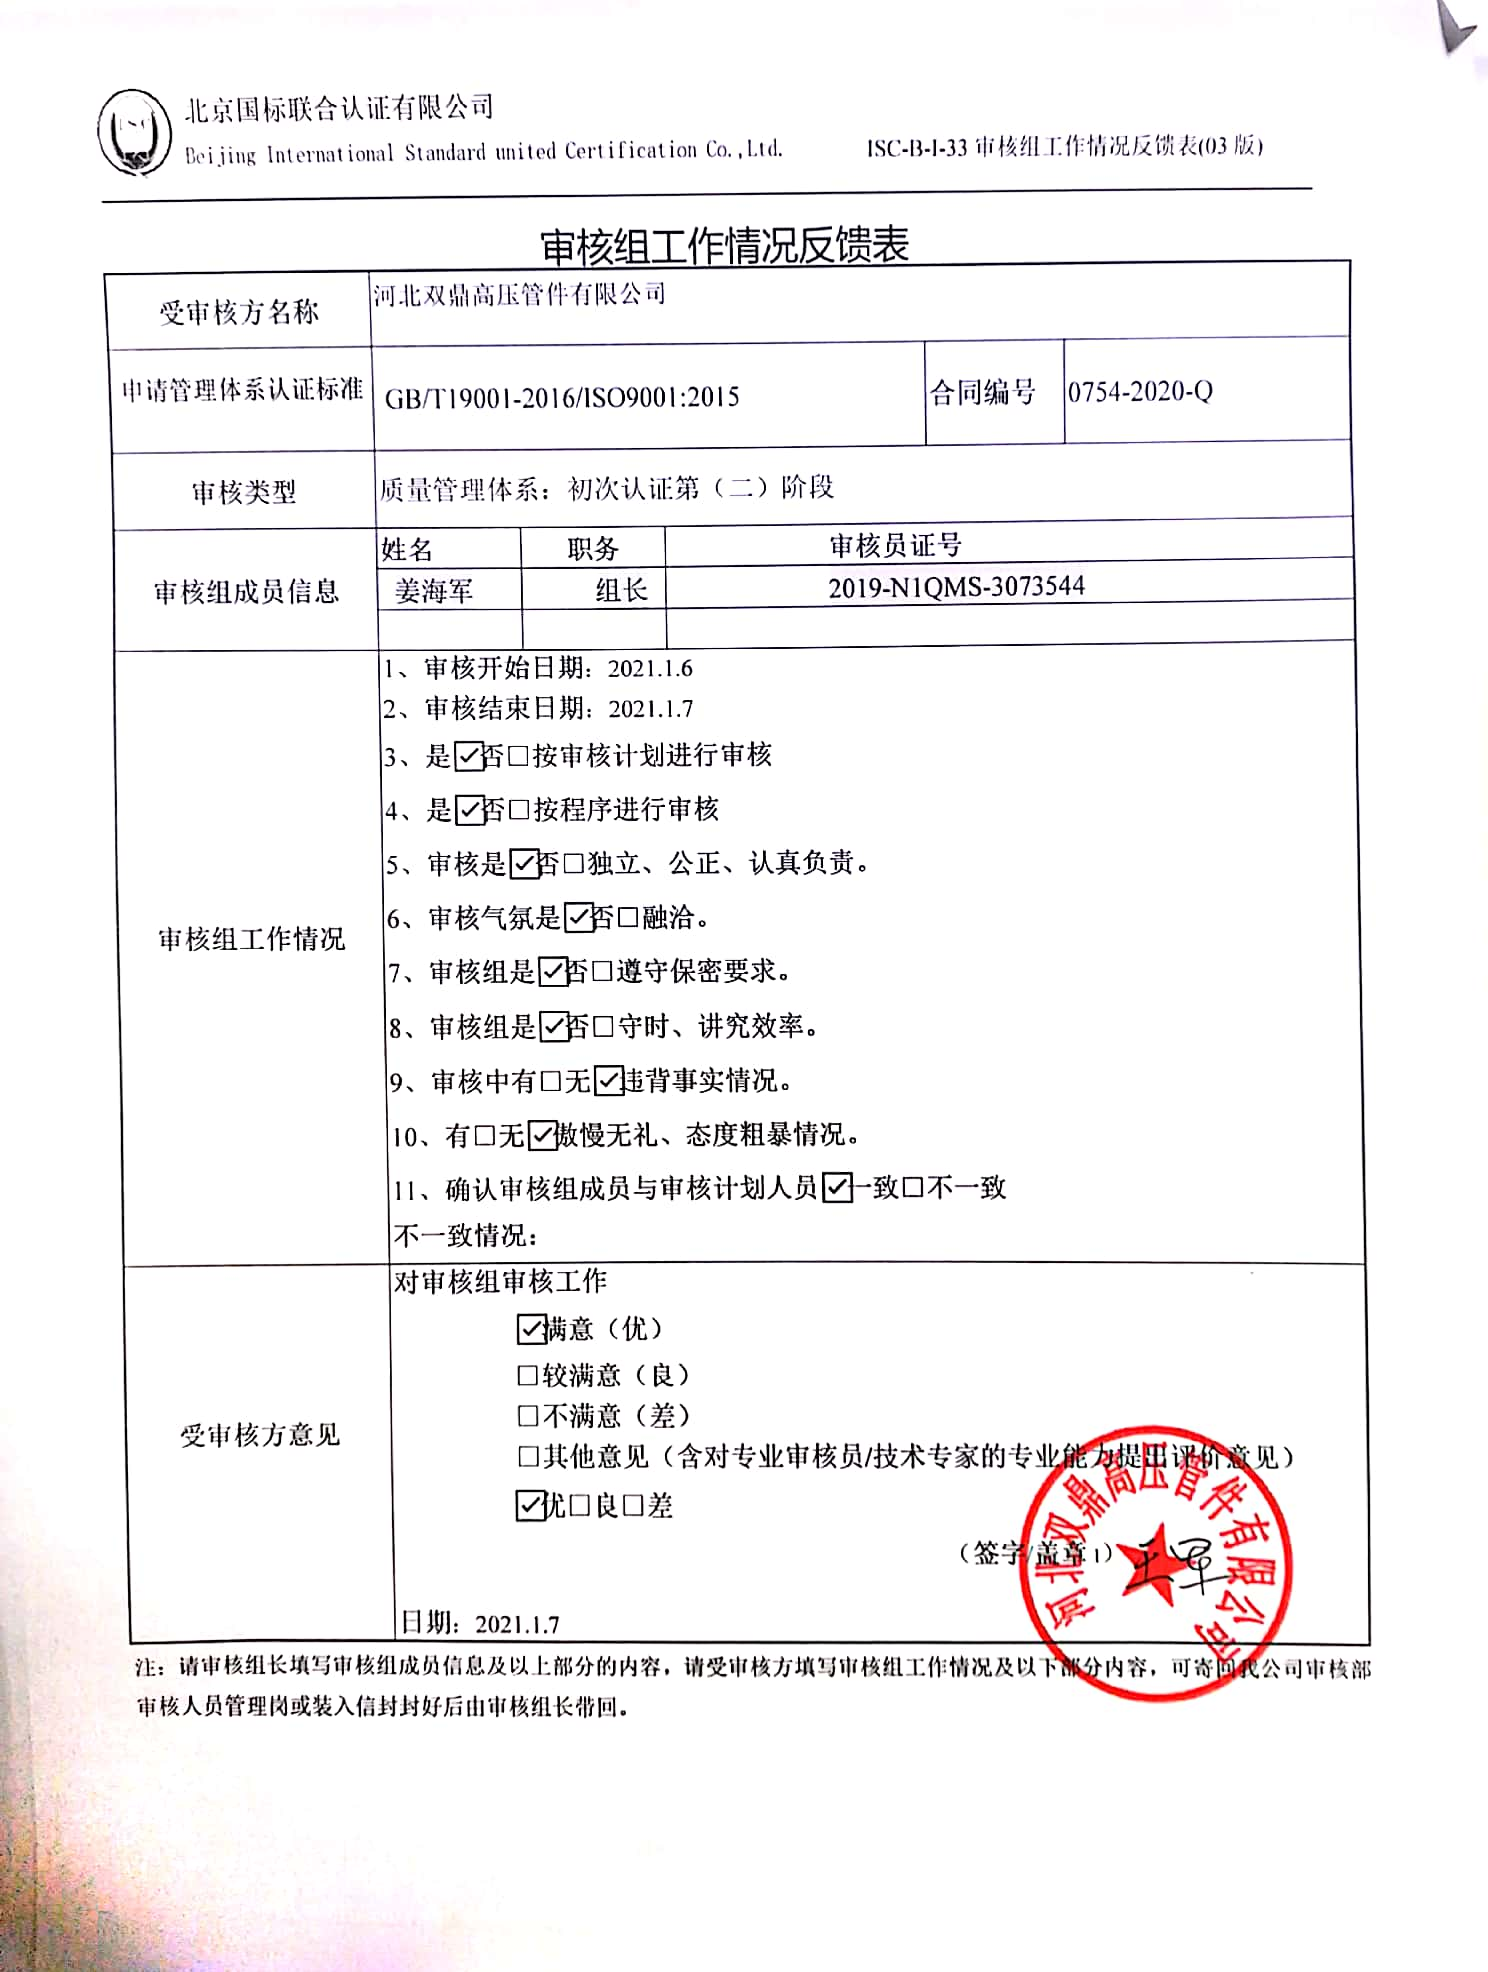 北京国标联合认证有限公司
Beijing International Standard united Certification Co.,Ltd.
ISC-B-I-33 审核组工作情况反馈表(03 版)
审核组工作情况反馈表
受审核方名称 河北双鼎高压管件有限公司
申请管理体系认证标准 GB/T19001-2016/ISO9001:2015 合同编号 0754-2020-Q
审核类型 质量管理体系：初次认证第（二）阶段
审核组成员信息
姓名 职务 审核员证号
姜海军 组长 2019-N1QMS-3073544
审核组工作情况
1、审核开始日期：2021.1.6
2、审核结束日期：2021.1.7
3、是☑否□按审核计划进行审核
4、是☑否□按程序进行审核
5、审核是☑否□独立、公正、认真负责。
6、审核气氛是☑否□融洽。
7、审核组是☑否□遵守保密要求。
8、审核组是☑否□守时、讲究效率。
9、审核中有□无☑违背事实情况。
10、有□无☑傲慢无礼、态度粗暴情况。
11、确认审核组成员与审核计划人员☑一致□不一致
不一致情况：
受审核方意见
对审核组审核工作
☑满意（优）
□较满意（良）
□不满意（差）
□其他意见（含对专业审核员/技术专家的专业能力提出评价意见）
☑优□良□差
（签字/盖章）
河北双鼎高压管件有限公司
日期：2021.1.7
注：请审核组长填写审核组成员信息及以上部分的内容，请受审核方填写审核组工作情况及以下部分内容，可寄回我公司审核部
审核人员管理岗或装入信封封好后由审核组长带回。